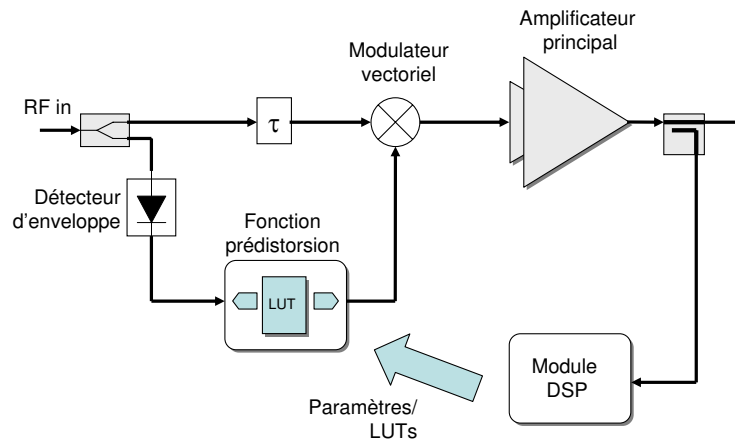 Amplificateur
principal
Modulateur
vectoriel
RF in
τ
Détecteur
d'enveloppe
Fonction
prédistorsion
LUT
Module
DSP
Paramètres/
LUTs